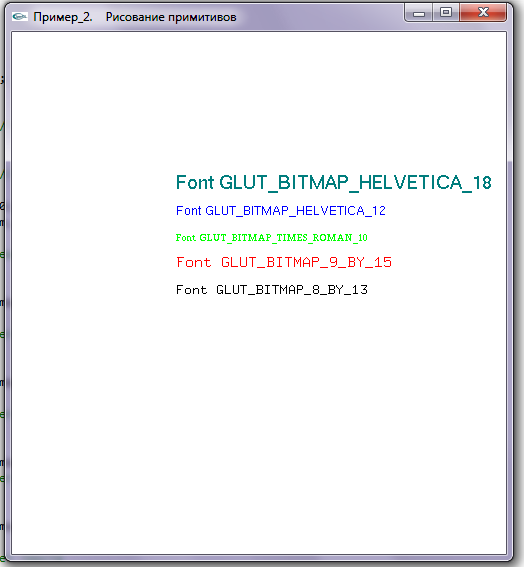 Пример_2. Рисование примитивов
Font GLUT_BITMAP_HELVETICA_18
Font GLUT_BITMAP_HELVETICA_12
Font GLUT_BITMAP_TIMES_ROMAN_10
Font GLUT_BITMAP_9_BY_15
Font GLUT_BITMAP_8_BY_13